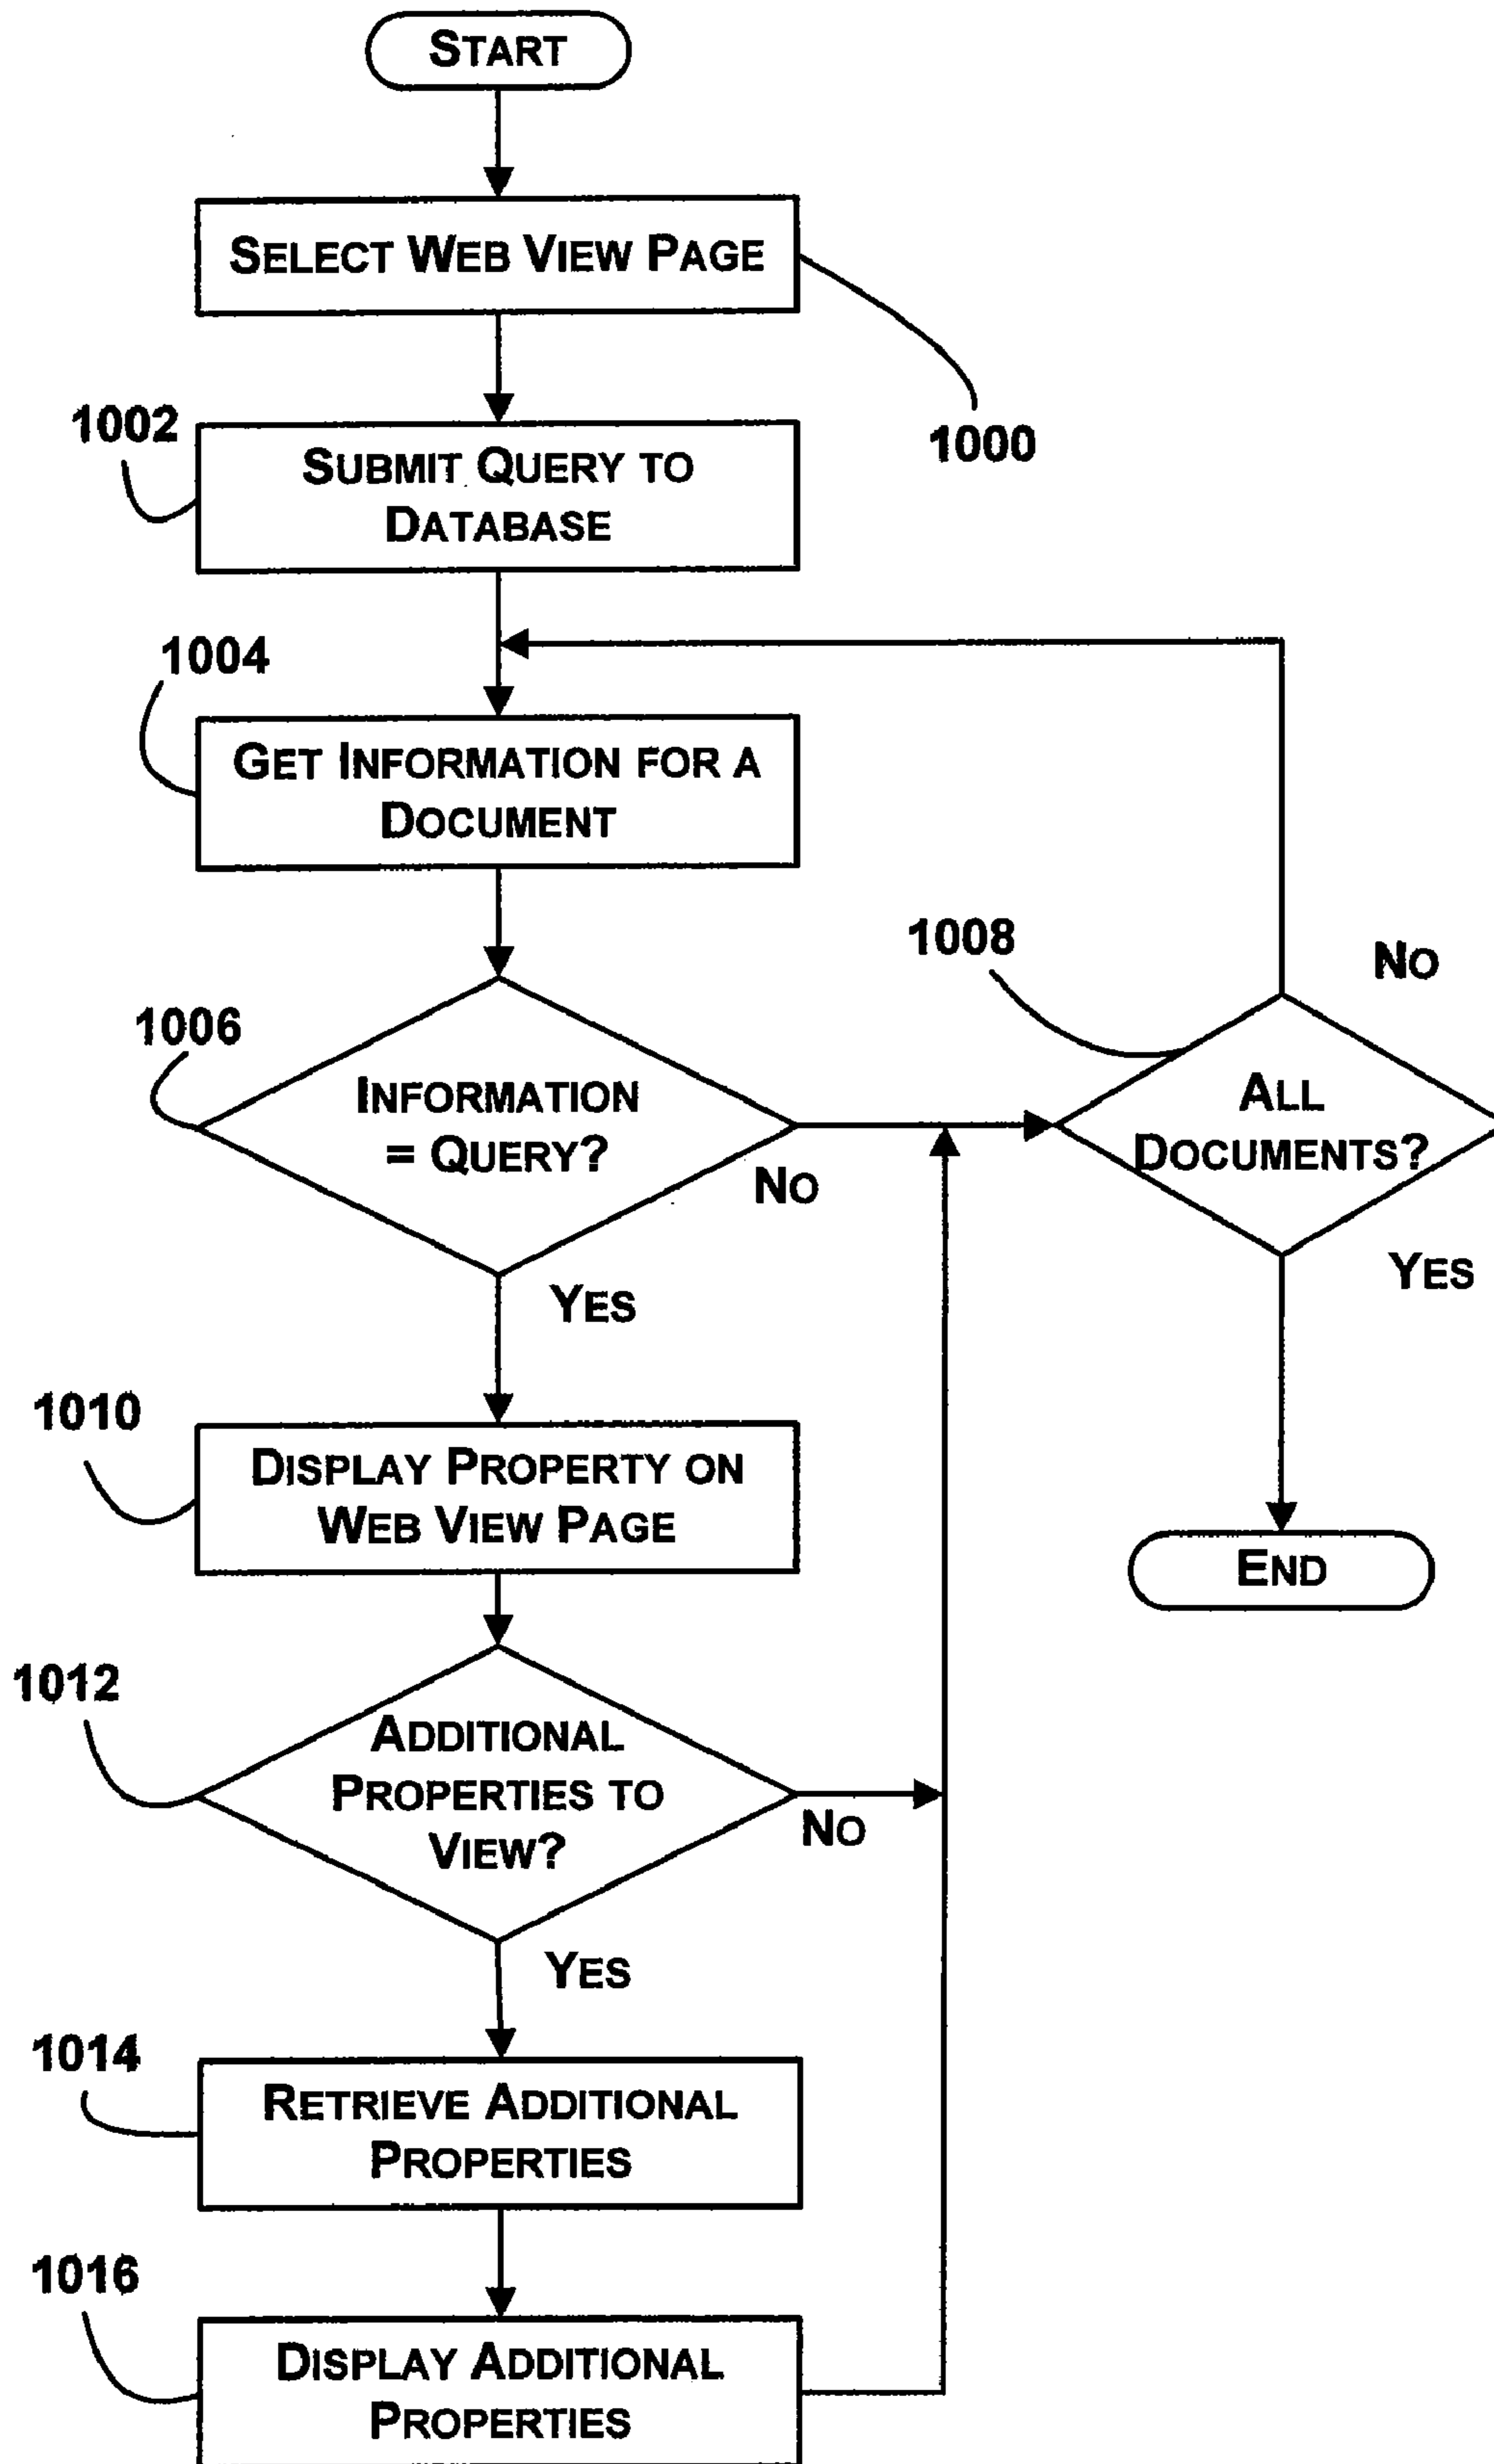 START
SELECT WEB VIEW PAGE
1000
1002
SUBMIT QUERY TO
DATABASE
1004
GET INFORMATION FOR A
DOCUMENT
1006
INFORMATION
= QUERY?
NO
YES
1008
NO
ALL
DOCUMENTS?
YES
END
1010
DISPLAY PROPERTY ON
WEB VIEW PAGE
1012
ADDITIONAL
PROPERTIES TO
VIEW?
NO
YES
1014
RETRIEVE ADDITIONAL
PROPERTIES
1016
DISPLAY ADDITIONAL
PROPERTIES